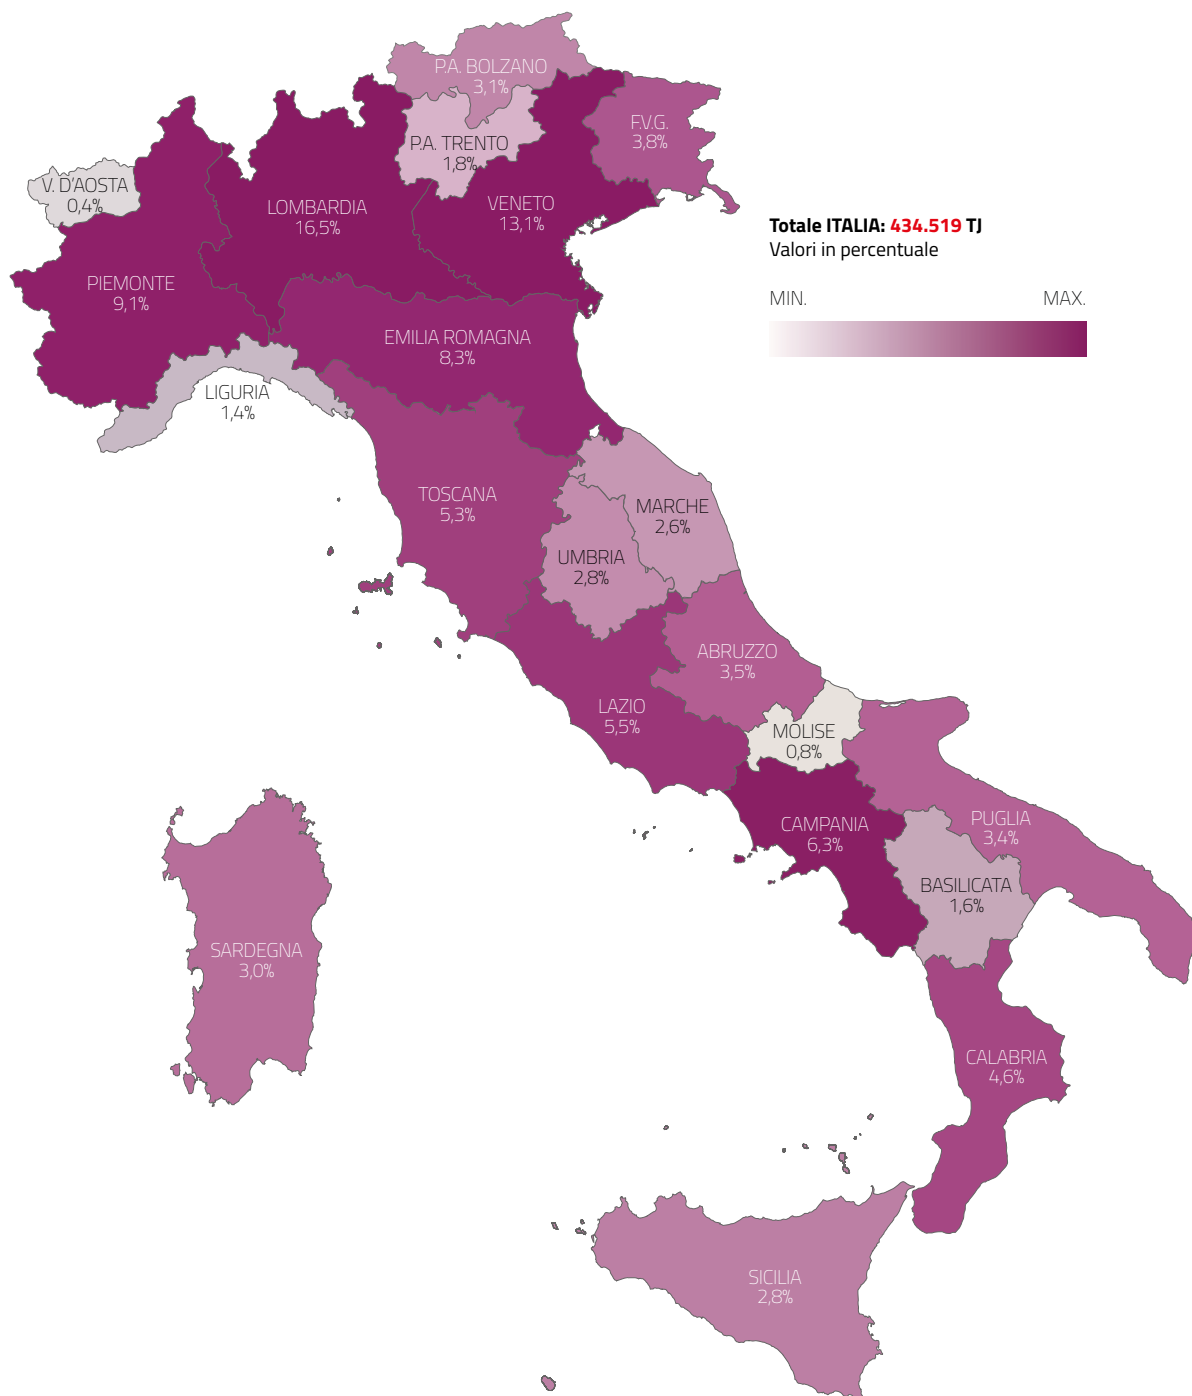 P.A. BOLZANO
3,1%
F.V.G.
3,8%
P.A. TRENTO
1,8%
V. D'AOSTA
0,4%
LOMBARDIA
16,5%
VENETO
13,1%
Totale ITALIA: 434.519 TJ
Valori in percentuale
MIN. MAX.
PIEMONTE
9,1%
EMILIA ROMAGNA
8,3%
LIGURIA
1,4%
TOSCANA
5,3%
MARCHE
2,6%
UMBRIA
2,8%
ABRUZZO
3,5%
LAZIO
5,5%
MOLISE
0,8%
CAMPANIA
6,3%
PUGLIA
3,4%
BASILICATA
1,6%
SARDEGNA
3,0%
CALABRIA
4,6%
SICILIA
2,8%